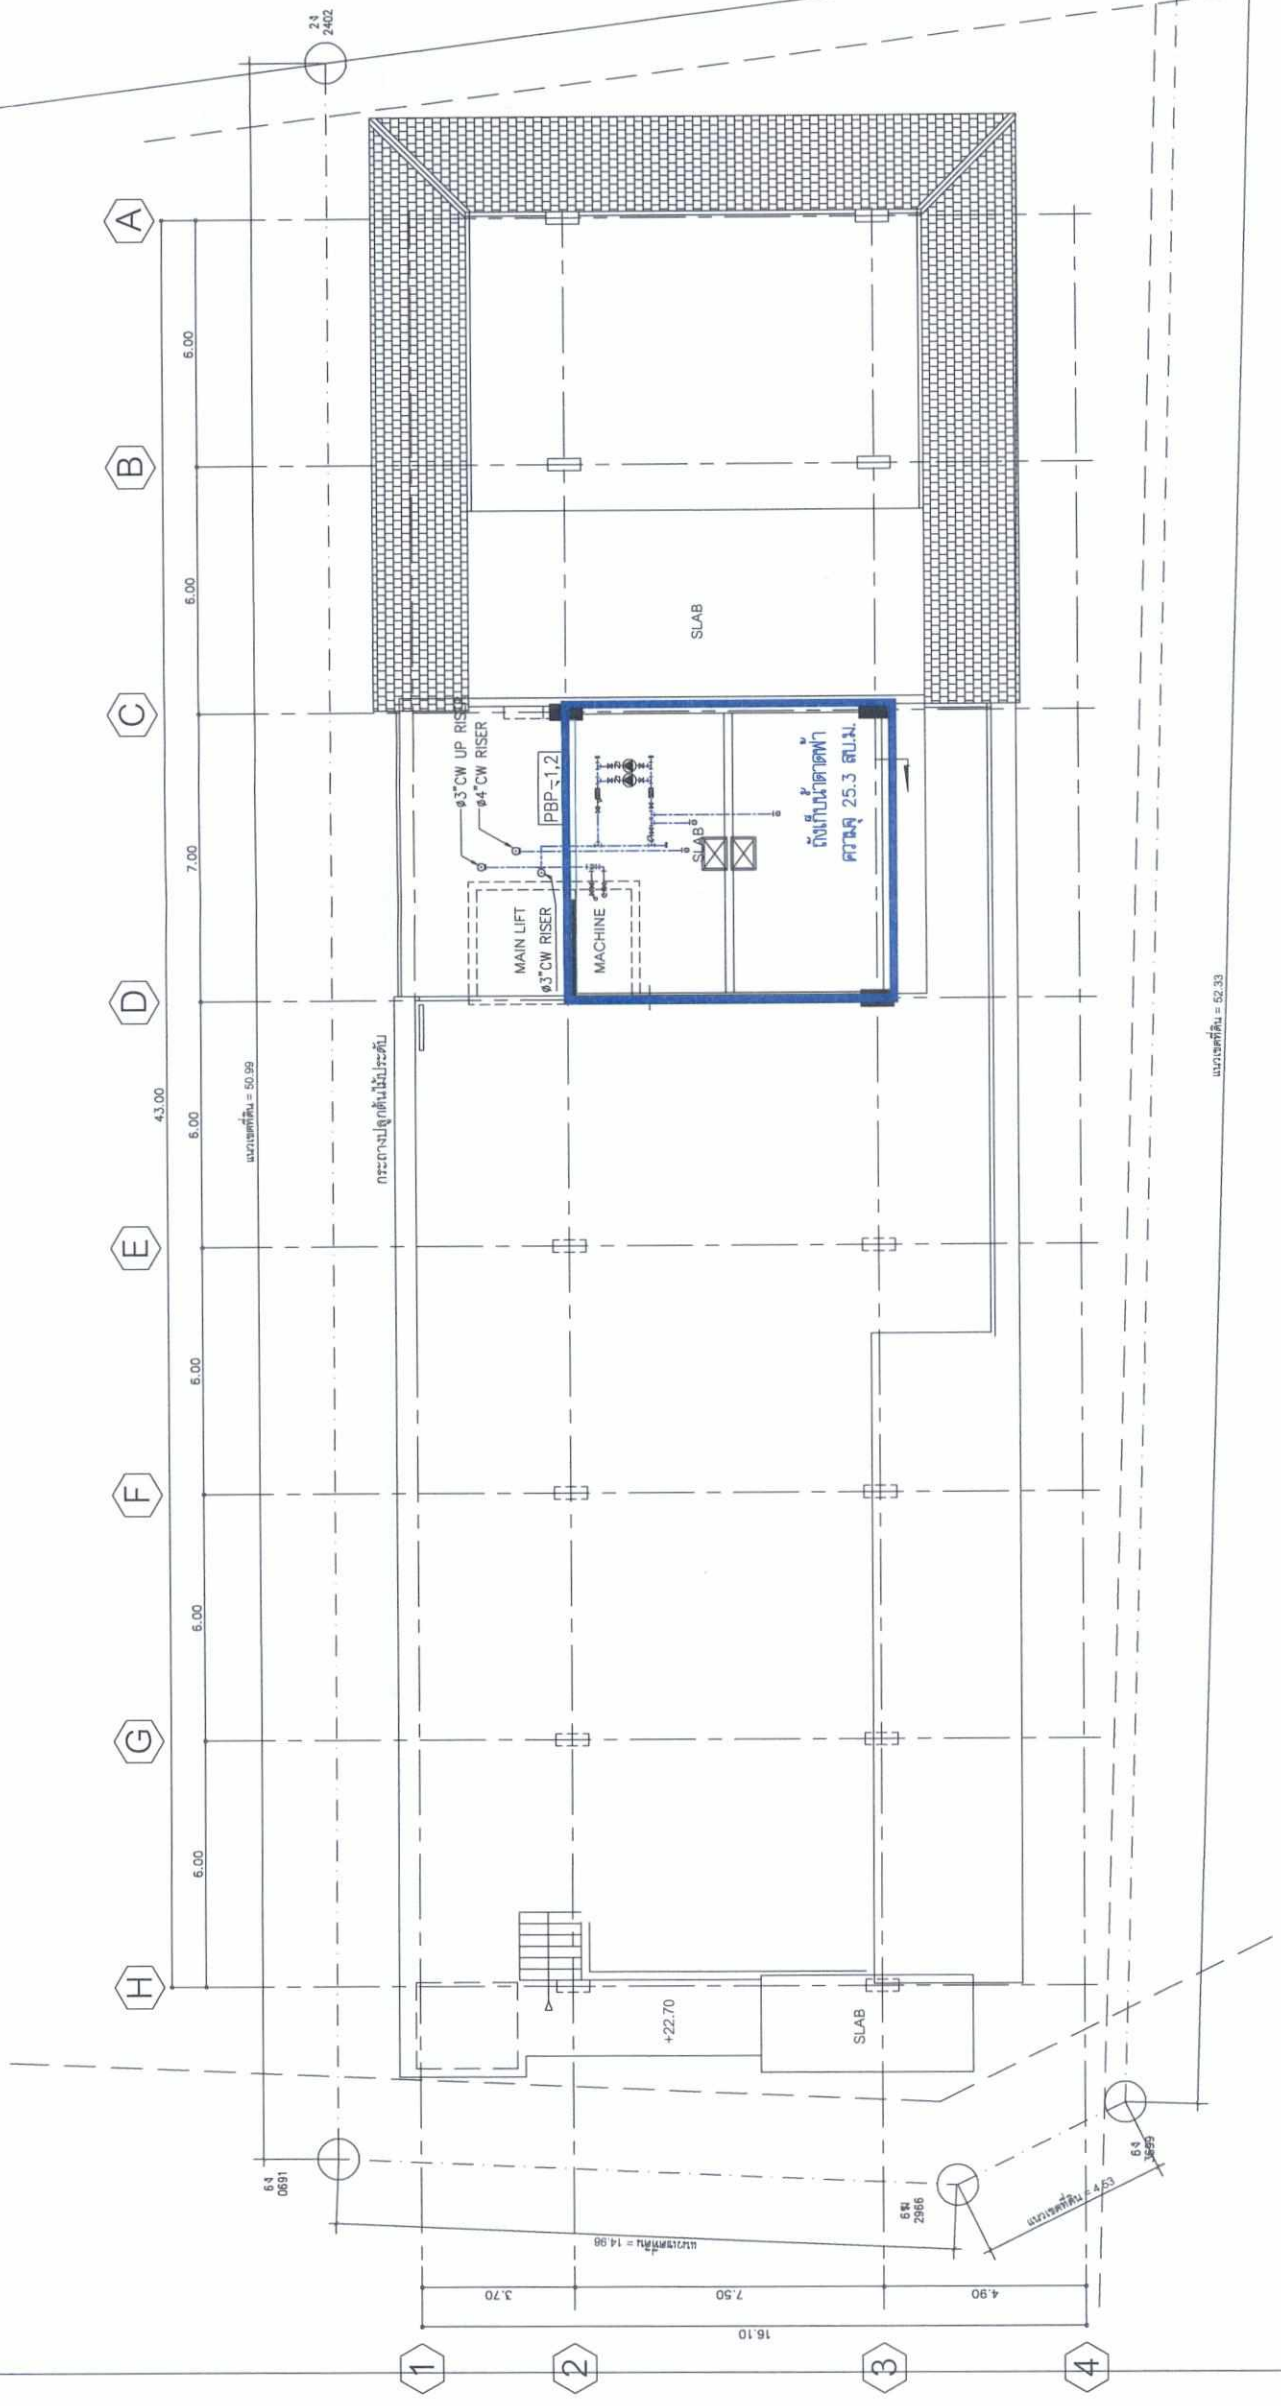 A
B
C
D
E
F
G
H
43.00
6.00
6.00
7.00
6.00
6.00
6.00
6.00
แนวเขตที่ดิน = 50.99
2402
กระถางปลูกต้นไม้ประดับ
ø3"CW UP RISER
ø4"CW RISER
PBP-1,2
MAIN LIFT
ø3"CW RISER
MACHINE
SLAB
SLAB
ถังเก็บน้ำดาดฟ้า
ความจุ 25.3 ลบ.ม.
+22.70
SLAB
แนวเขตที่ดิน = 52.33
0691
2966
3699
แนวเขตที่ดิน = 14.98
แนวเขตที่ดิน = 4.53
3.70
7.50
4.90
16.10
1
2
3
4